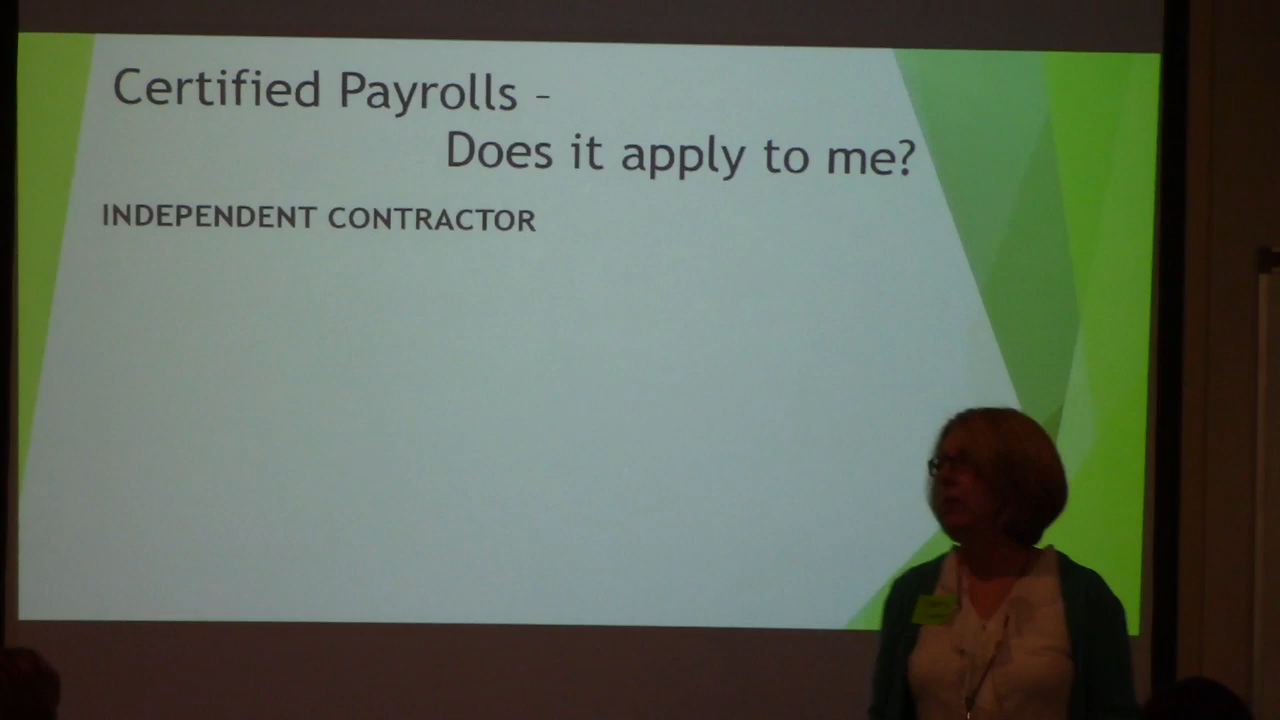 Certified Payrolls –
Does it apply to me?
INDEPENDENT CONTRACTOR